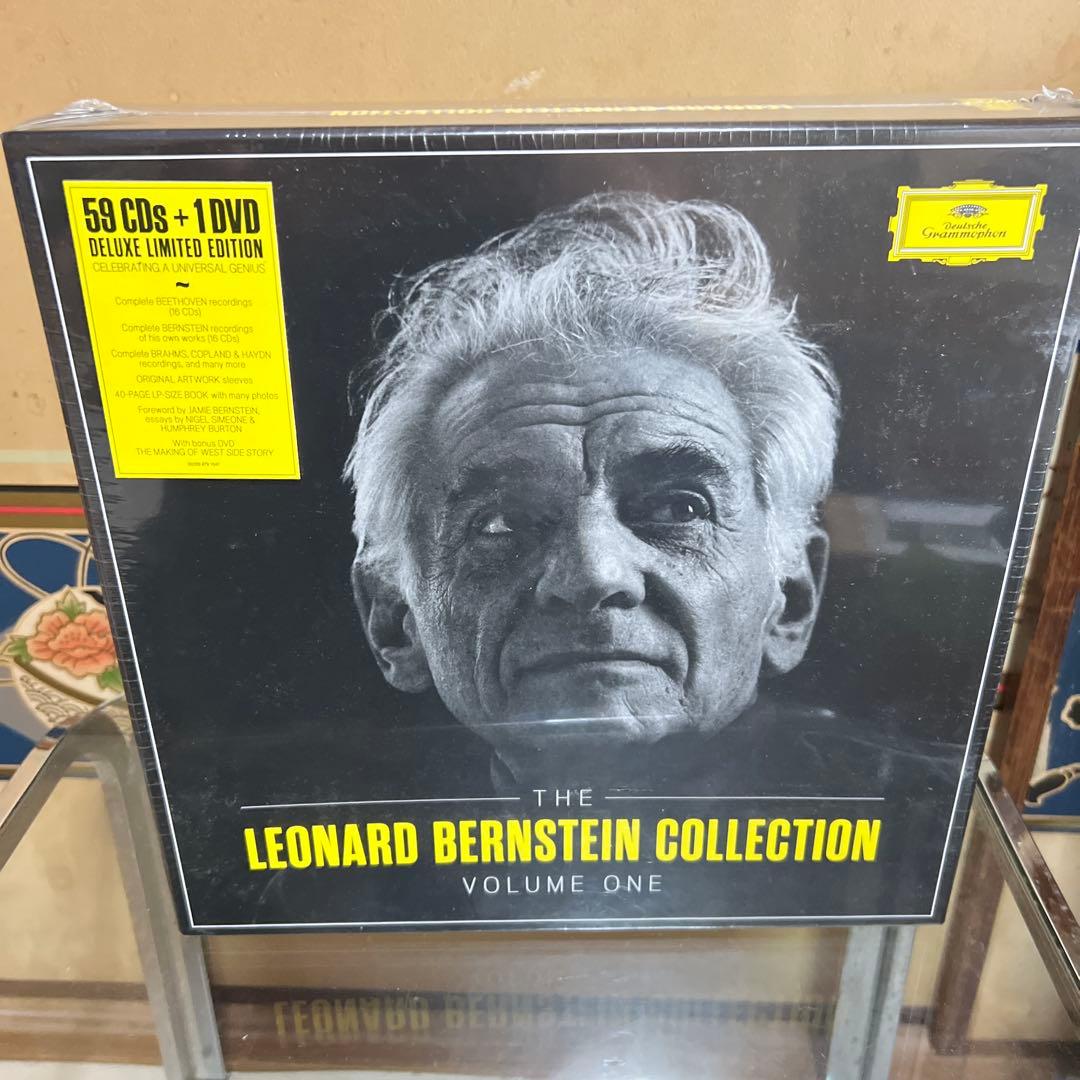 59 CDs + 1 DVD
DELUXE LIMITED EDITION
CELEBRATING A UNIVERSAL GENIUS
~
Complete BEETHOVEN recordings
(16 CDs)
Complete BERNSTEIN recordings
of his own works (16 CDs)
Complete BRAHMS, COPLAND & HAYDN
recordings, and many more
ORIGINAL ARTWORK sleeves
40-PAGE LP-SIZE BOOK with many photos
Foreword by JAMIE BERNSTEIN,
essays by NIGEL SIMEONE &
HUMPHREY BURTON
With bonus DVD
THE MAKING OF WEST SIDE STORY
Deutsche
Grammophon
THE
LEONARD BERNSTEIN COLLECTION
VOLUME ONE